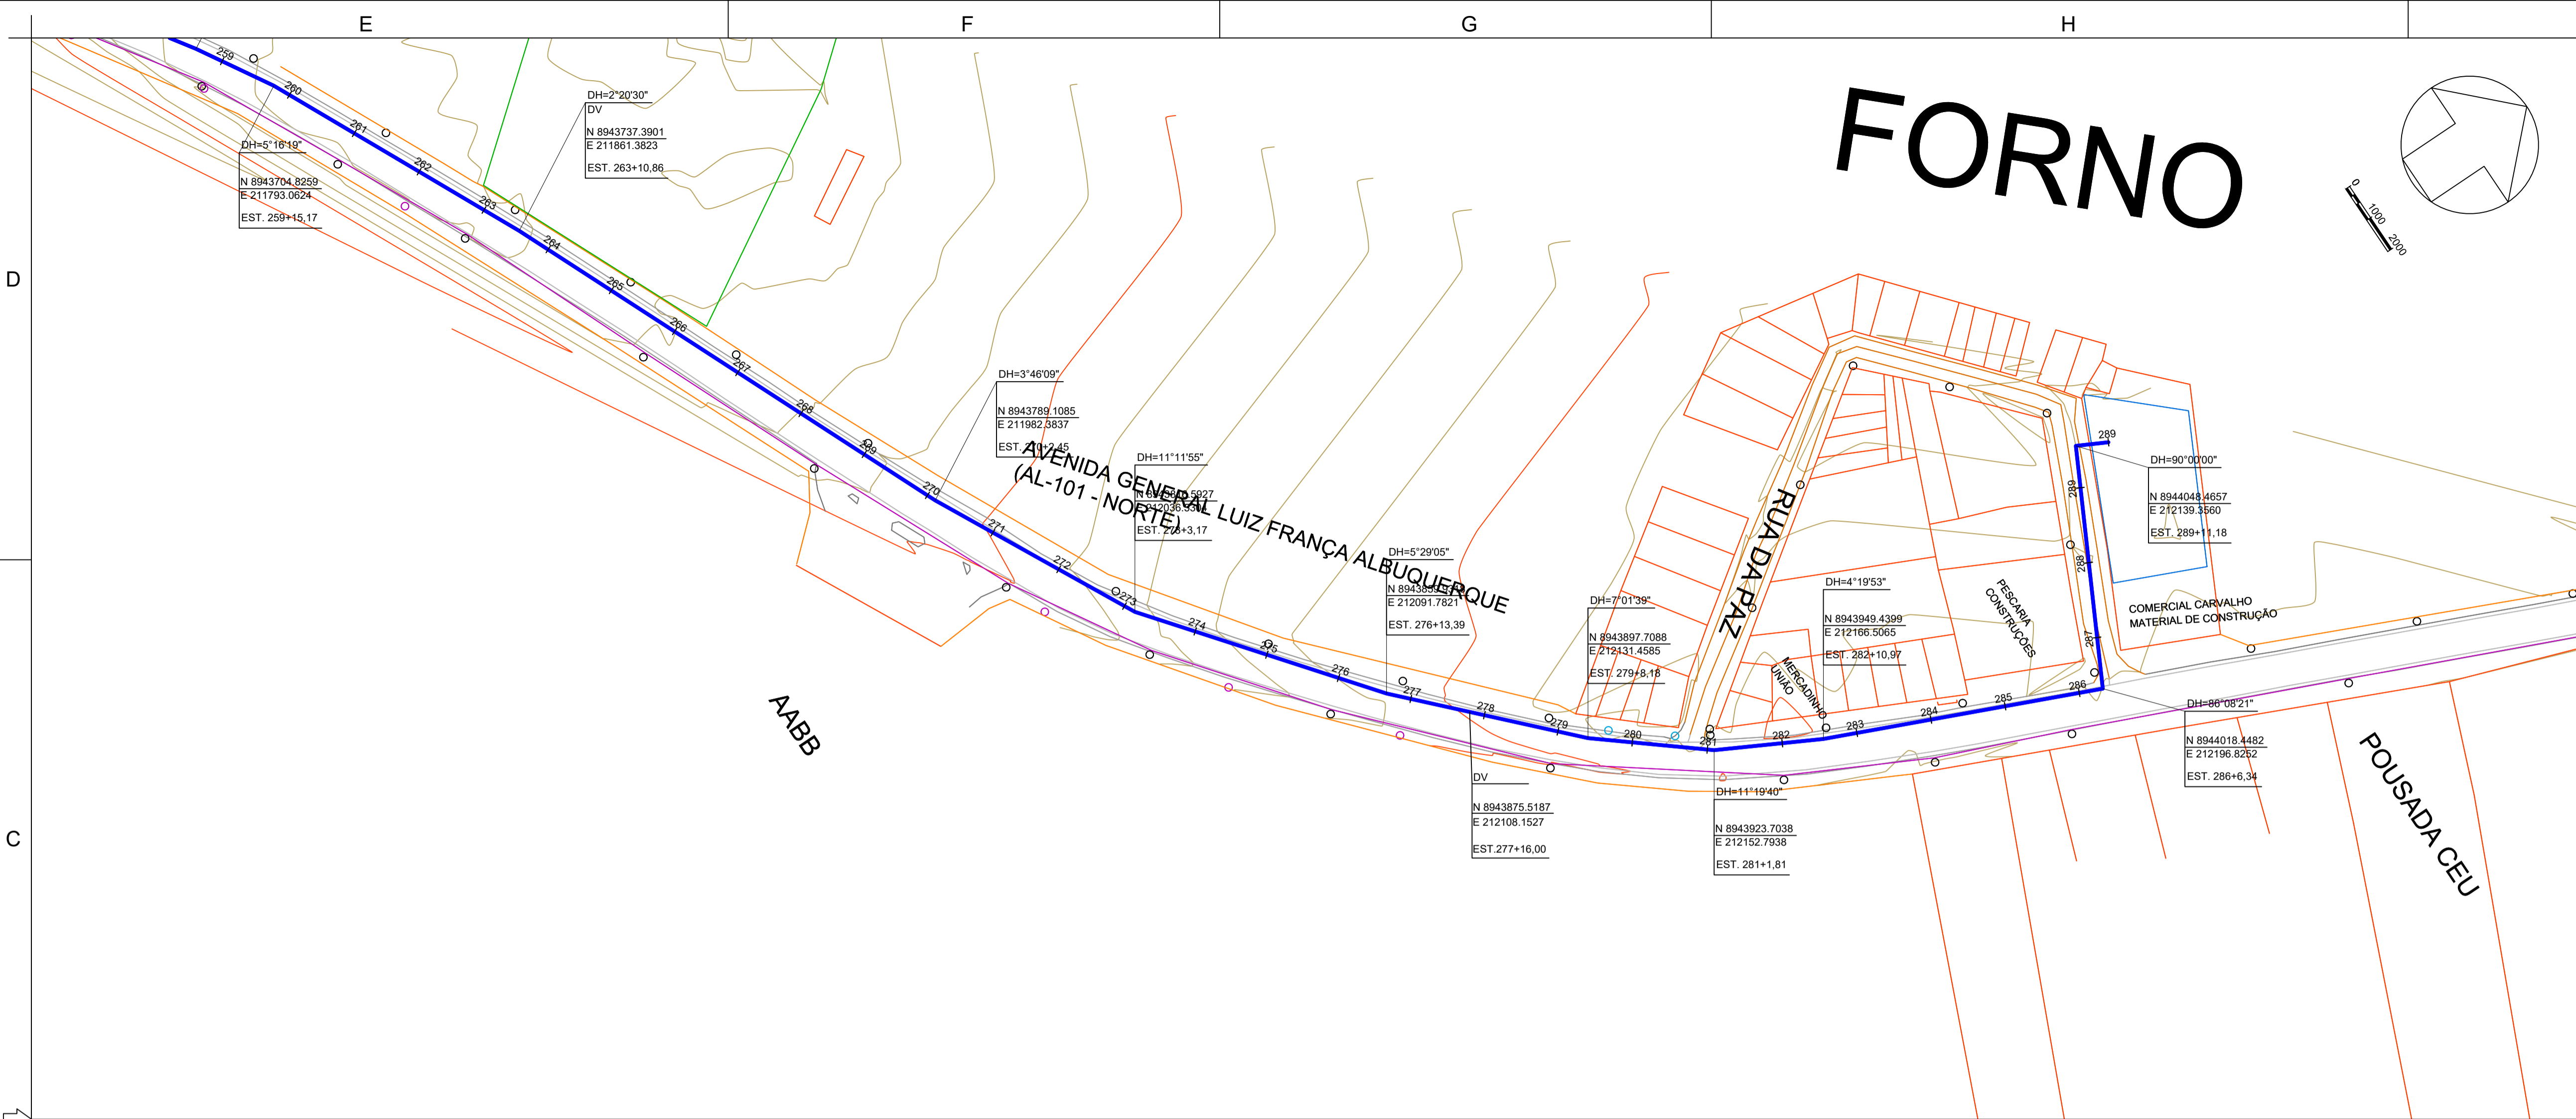 E
F
G
H
D
C
FORNO
0
1000
2000
259
260
261
262
263
264
265
266
267
268
269
270
271
272
273
274
275
276
277
278
279
280
281
282
283
284
285
286
287
288
289
289
DH=5°16'19"
N 8943704.8259
E 211793.0624
EST. 259+15,17
DH=2°20'30"
DV
N 8943737.3901
E 211861.3823
EST. 263+10,86
DH=3°46'09"
N 8943789.1085
E 211982.3837
EST. 270+2,45
AVENIDA GENERAL LUIZ FRANÇA ALBUQUERQUE
(AL-101 - NORTE)
DH=11°11'55"
EST. 273+3,17
DH=5°29'05"
E 212091.7821
EST. 276+13,39
DV
N 8943875.5187
E 212108.1527
EST.277+16,00
DH=7°01'39"
N 8943897.7088
E 212131.4585
EST. 279+8,18
DH=11°19'40"
N 8943923.7038
E 212152.7938
EST. 281+1,81
DH=4°19'53"
N 8943949.4399
E 212166.5065
EST. 282+10,97
DH=86°08'21"
N 8944018.4482
E 212196.8252
EST. 286+6,34
DH=90°00'00"
N 8944048.4657
E 212139.3560
EST. 289+11,18
RUA DA PAZ
MERCADINHO
UNIÃO
PESCARIA
CONSTRUÇÕES
COMERCIAL CARVALHO
MATERIAL DE CONSTRUÇÃO
AABB
POUSADA CEU